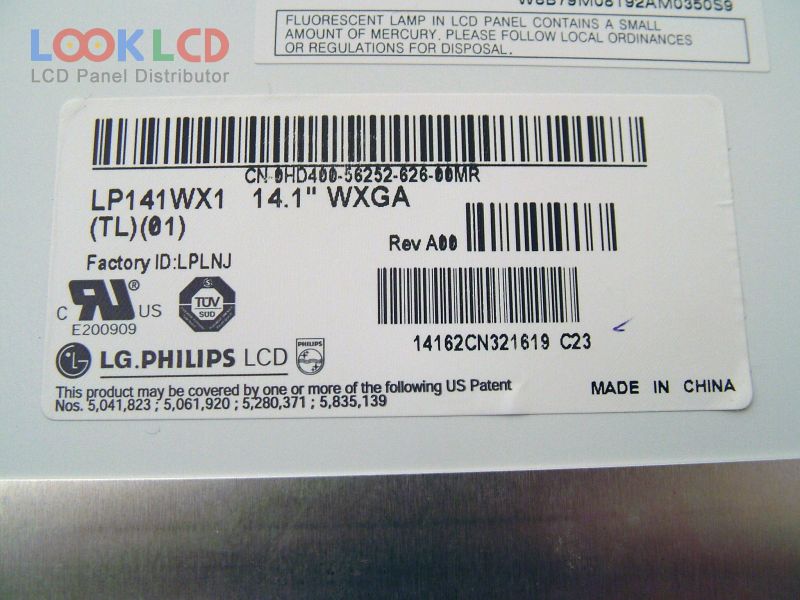 LOOKLCD
LCD Panel Distributor
W8B79M08192AM0350S9
FLUORESCENT LAMP IN LCD PANEL CONTAINS A SMALL
AMOUNT OF MERCURY, PLEASE FOLLOW LOCAL ORDINANCES
OR REGULATIONS FOR DISPOSAL.
CN-0HD400-56252-626-00MR
LP141WX1 14.1" WXGA
(TL)(01)
Rev A00
Factory ID:LPLNJ
C RU ® US
E200909
S
TÜV
SÜD
14162CN321619 C23
LG.PHILIPS LCD
PHILIPS
This product may be covered by one or more of the following US Patent
Nos. 5,041,823 ; 5,061,920 ; 5,280,371 ; 5,835,139
MADE IN CHINA